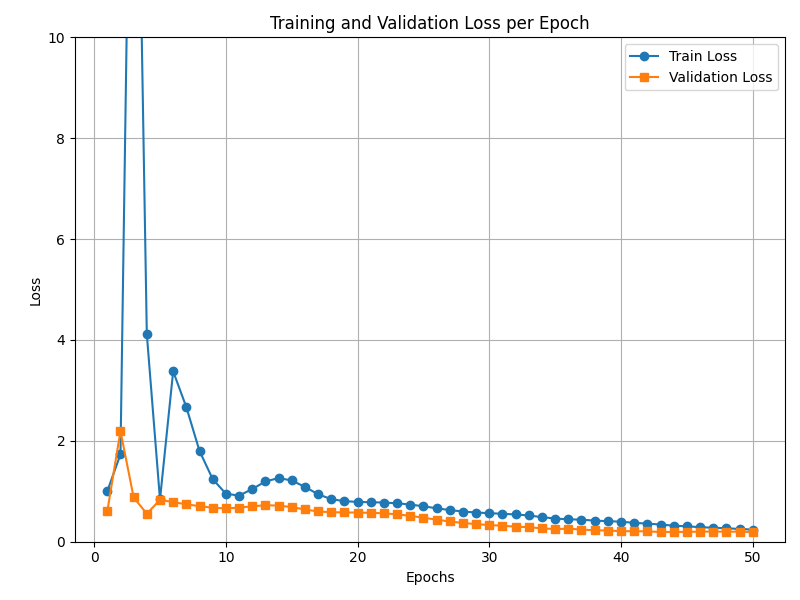 Training and Validation Loss per Epoch
Train Loss
Validation Loss
Loss
10
8
6
4
2
0
0 10 20 30 40 50
Epochs